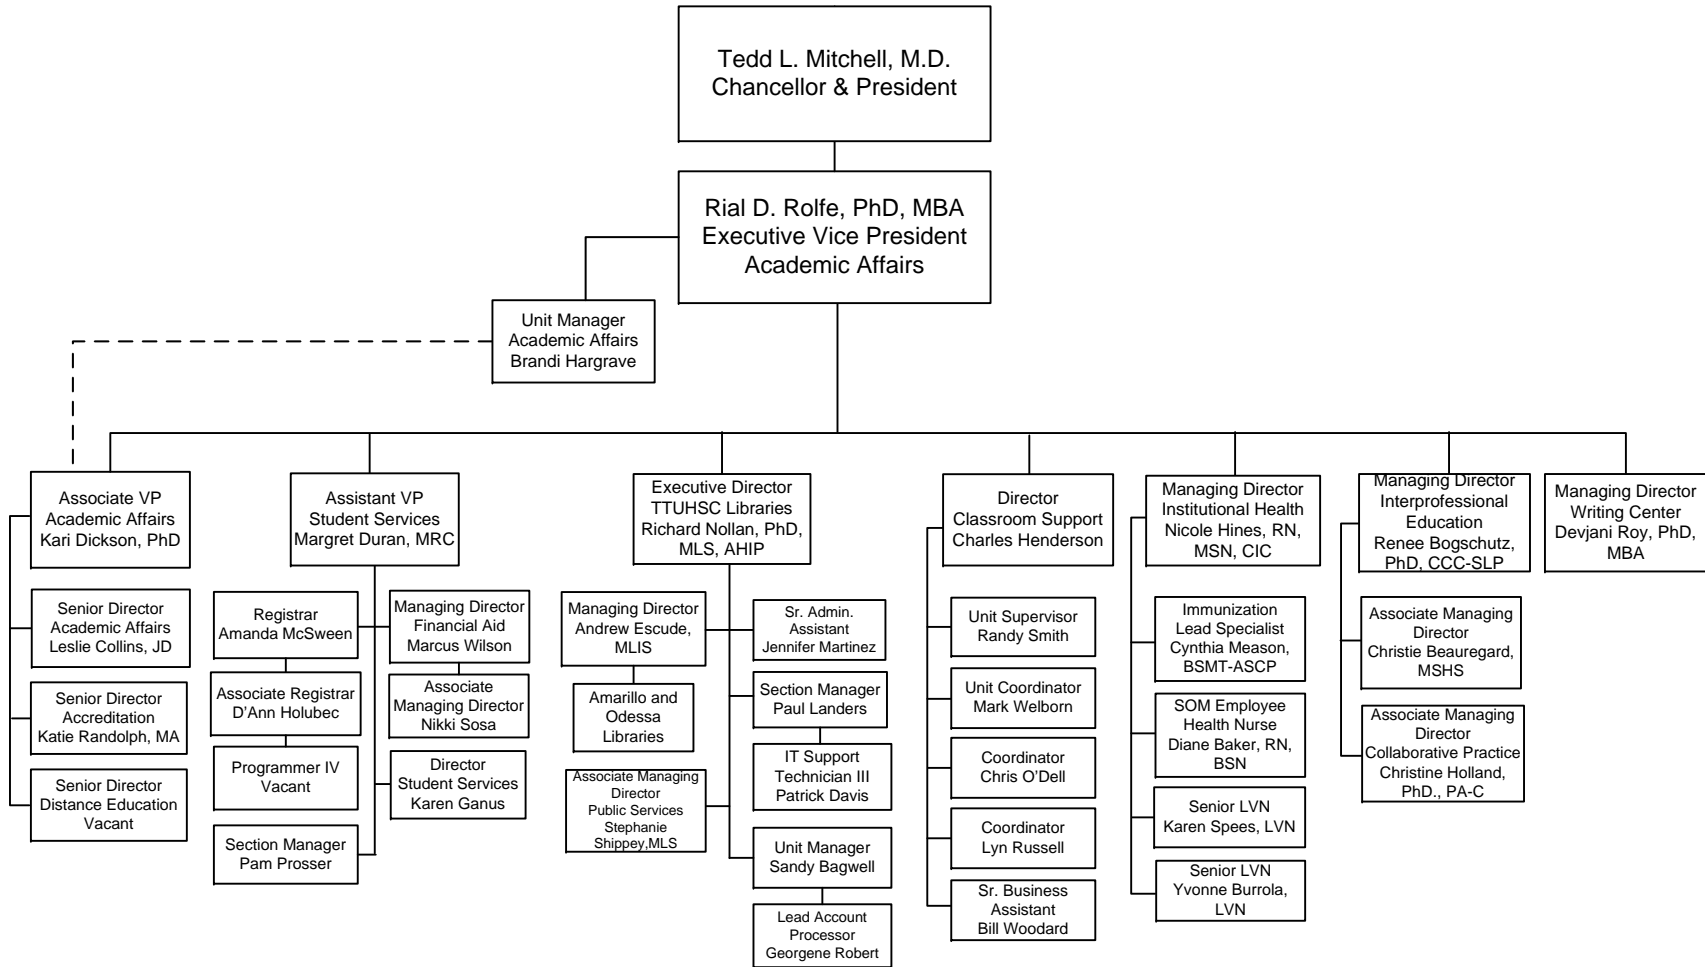 Tedd L. Mitchell, M.D.
Chancellor & President
Rial D. Rolfe, PhD, MBA
Executive Vice President
Academic Affairs
Unit Manager
Academic Affairs
Brandi Hargrave
Associate VP
Academic Affairs
Kari Dickson, PhD
Senior Director
Academic Affairs
Leslie Collins, JD
Senior Director
Accreditation
Katie Randolph, MA
Senior Director
Distance Education
Vacant
Assistant VP
Student Services
Margret Duran, MRC
Registrar
Amanda McSween
Associate Registrar
D’Ann Holubec
Programmer IV
Vacant
Section Manager
Pam Prosser
Managing Director
Financial Aid
Marcus Wilson
Associate
Managing Director
Nikki Sosa
Director
Student Services
Karen Ganus
Executive Director
TTUHSC Libraries
Richard Nollan, PhD,
MLS, AHIP
Managing Director
Andrew Escude,
MLIS
Amarillo and
Odessa
Libraries
Associate Managing
Director
Public Services
Stephanie
Shippey,MLS
Sr. Admin.
Assistant
Jennifer Martinez
Section Manager
Paul Landers
IT Support
Technician III
Patrick Davis
Unit Manager
Sandy Bagwell
Lead Account
Processor
Georgene Robert
Director
Classroom Support
Charles Henderson
Unit Supervisor
Randy Smith
Unit Coordinator
Mark Welborn
Coordinator
Chris O’Dell
Coordinator
Lyn Russell
Sr. Business
Assistant
Bill Woodard
Managing Director
Institutional Health
Nicole Hines, RN,
MSN, CIC
Immunization
Lead Specialist
Cynthia Meason,
BSMT-ASCP
SOM Employee
Health Nurse
Diane Baker, RN,
BSN
Senior LVN
Karen Spees, LVN
Senior LVN
Yvonne Burrola,
LVN
Managing Director
Interprofessional
Education
Renee Bogschutz,
PhD, CCC-SLP
Associate Managing
Director
Christie Beauregard,
MSHS
Associate Managing
Director
Collaborative Practice
Christine Holland,
PhD., PA-C
Managing Director
Writing Center
Devjani Roy, PhD,
MBA